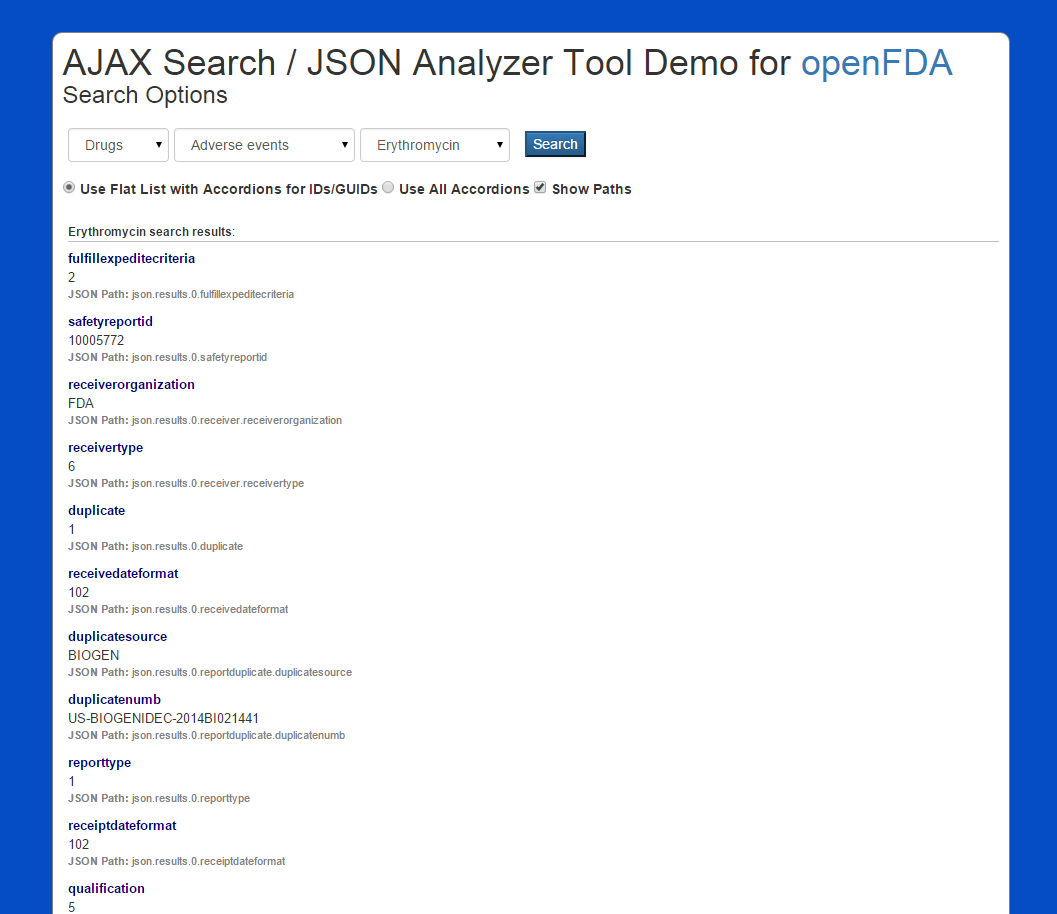 AJAX Search / JSON Analyzer Tool Demo for openFDA
Search Options
Drugs Adverse events Erythromycin Search
Use Flat List with Accordions for IDs/GUIDs Use All Accordions Show Paths
Erythromycin search results:
fulfillexpeditecriteria
2
JSON Path: json.results.0.fulfillexpeditecriteria
safetyreportid
10005772
JSON Path: json.results.0.safetyreportid
receiverorganization
FDA
JSON Path: json.results.0.receiver.receiverorganization
receivertype
6
JSON Path: json.results.0.receiver.receivertype
duplicate
1
JSON Path: json.results.0.duplicate
receivedateformat
102
JSON Path: json.results.0.receivedateformat
duplicatesource
BIOGEN
JSON Path: json.results.0.reportduplicate.duplicatesource
duplicatenumb
US-BIOGENIDEC-2014BI021441
JSON Path: json.results.0.reportduplicate.duplicatenumb
reporttype
1
JSON Path: json.results.0.reporttype
receiptdateformat
102
JSON Path: json.results.0.receiptdateformat
qualification
5